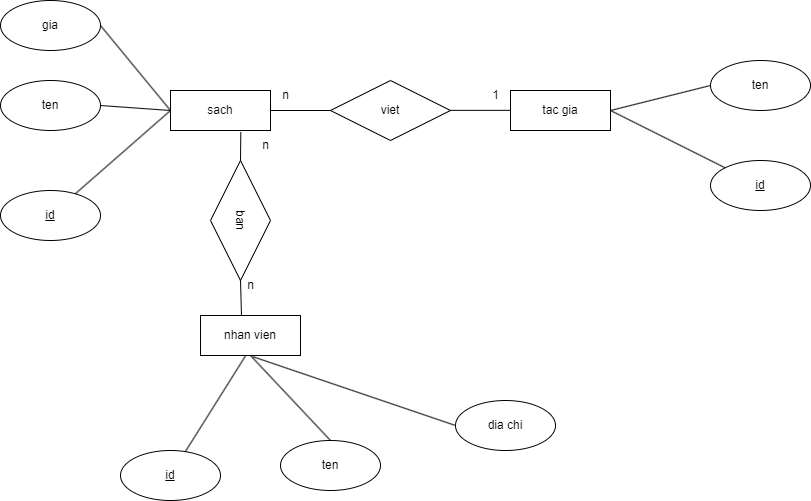 gia
ten
id
sach
n
viet
1
tac gia
ten
id
n
ban
n
nhan vien
id
ten
dia chi